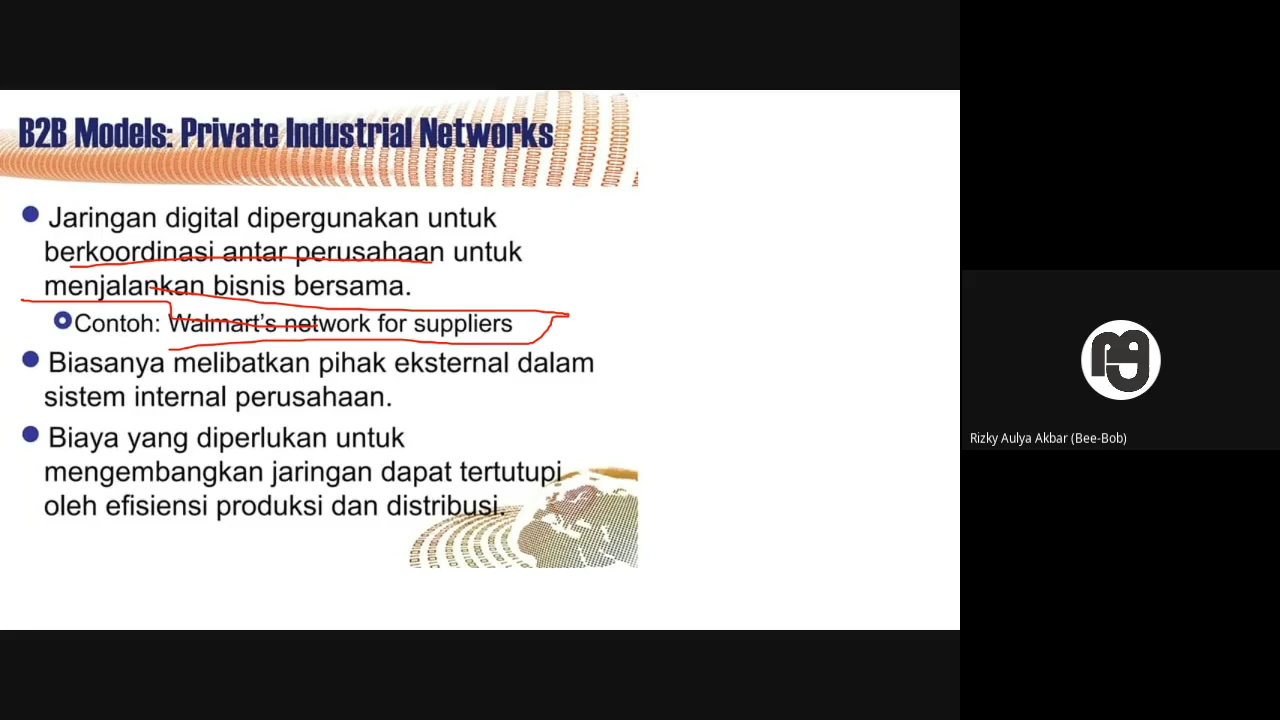 B2B Models: Private Industrial Networks
Jaringan digital dipergunakan untuk
berkoordinasi antar perusahaan untuk
menjalankan bisnis bersama.
Contoh: Walmart's network for suppliers
Biasanya melibatkan pihak eksternal dalam
sistem internal perusahaan.
Biaya yang diperlukan untuk
mengembangkan jaringan dapat tertutupi
oleh efisiensi produksi dan distribusi.
Rizky Aulya Akbar (Bee-Bob)